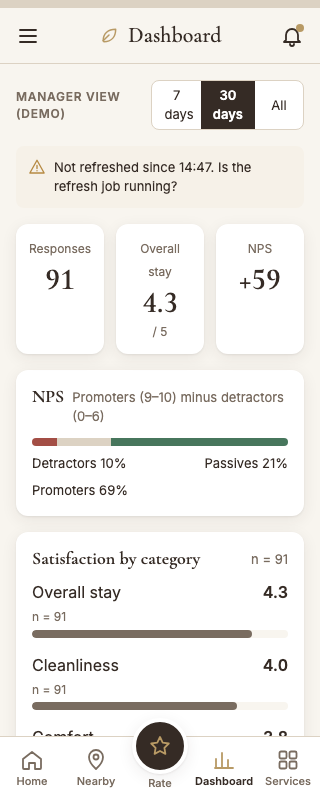 Dashboard
MANAGER VIEW
(DEMO)
7
days
30
days
All
Not refreshed since 14:47. Is the
refresh job running?
Responses
91
Overall
stay
4.3
/ 5
NPS
+59
NPS Promoters (9–10) minus detractors
(0–6)
Detractors 10% Passives 21%
Promoters 69%
Satisfaction by category n = 91
Overall stay 4.3
n = 91
Cleanliness 4.0
n = 91
Comfort 3.8
Home Nearby Rate Dashboard Services